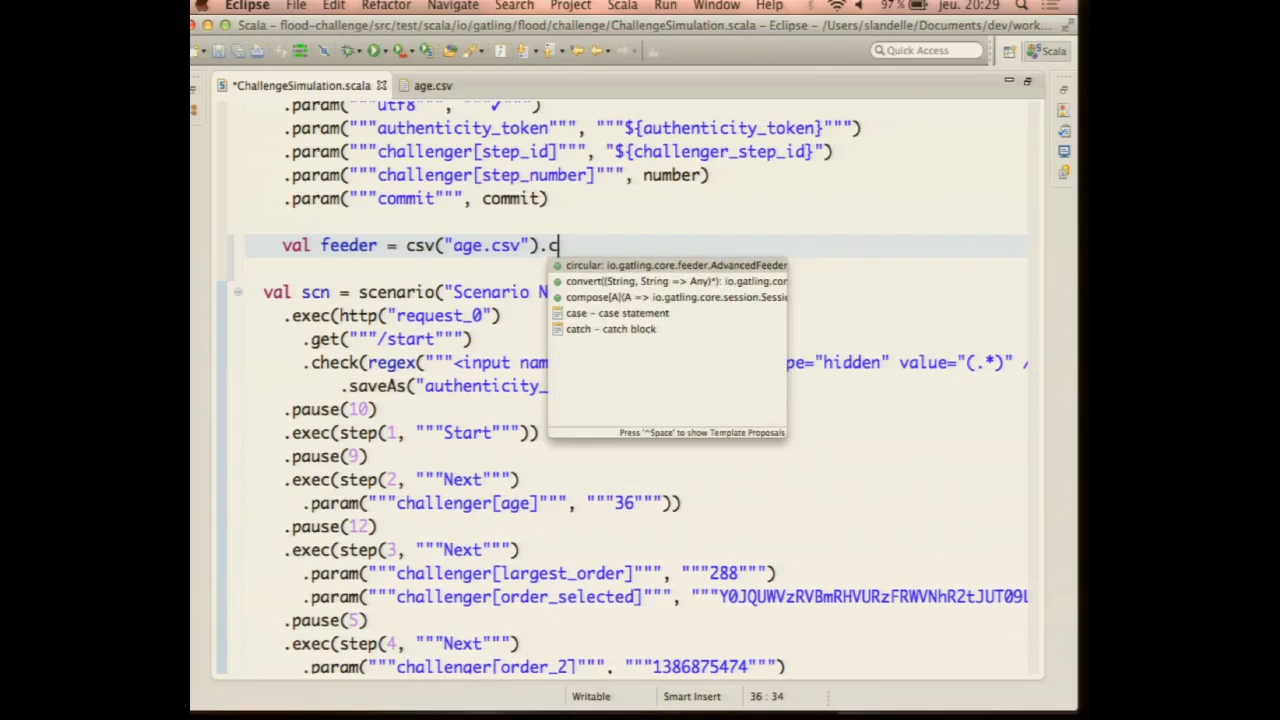 Eclipse File Edit Refactor Navigate Search Project Scala Run Window Help 97% jeu. 20:29
Scala – flood-challenge/src/test/scala/io/gatling/flood/challenge/ChallengeSimulation.scala – Eclipse – /Users/slandelle/Documents/dev/work...
Quick Access
Scala
*ChallengeSimulation.scala
age.csv
.param("""utf8""", """✓""")
.param("""authenticity_token""", """${authenticity_token}""")
.param("""challenger[step_id]""", "${challenger_step_id}")
.param("""challenger[step_number]""", number)
.param("""commit""", commit)
val feeder = csv("age.csv").c
circular: io.gatling.core.feeder.AdvancedFeeder
convert((String, String => Any)*): io.gatling.cor
compose[A](A => io.gatling.core.session.Sessi
case – case statement
catch – catch block
Press '^Space' to show Template Proposals
val scn = scenario("Scenario N
.exec(http("request_0")
.get("""/start""")
.check(regex("""<input nam pe="hidden" value="(.*)" /
.saveAs("authenticity_
.pause(10)
.exec(step(1, """Start"""))
.pause(9)
.exec(step(2, """Next""")
.param("""challenger[age]""", """36"""))
.pause(12)
.exec(step(3, """Next""")
.param("""challenger[largest_order]""", """288""")
.param("""challenger[order_selected]""", """Y0JQUWVzRVBmRHVURzFRWVNhR2tJUT09L
.pause(5)
.exec(step(4, """Next""")
.param("""challenger[order_2]""", """1386875474""")
Writable
Smart Insert
36 : 34